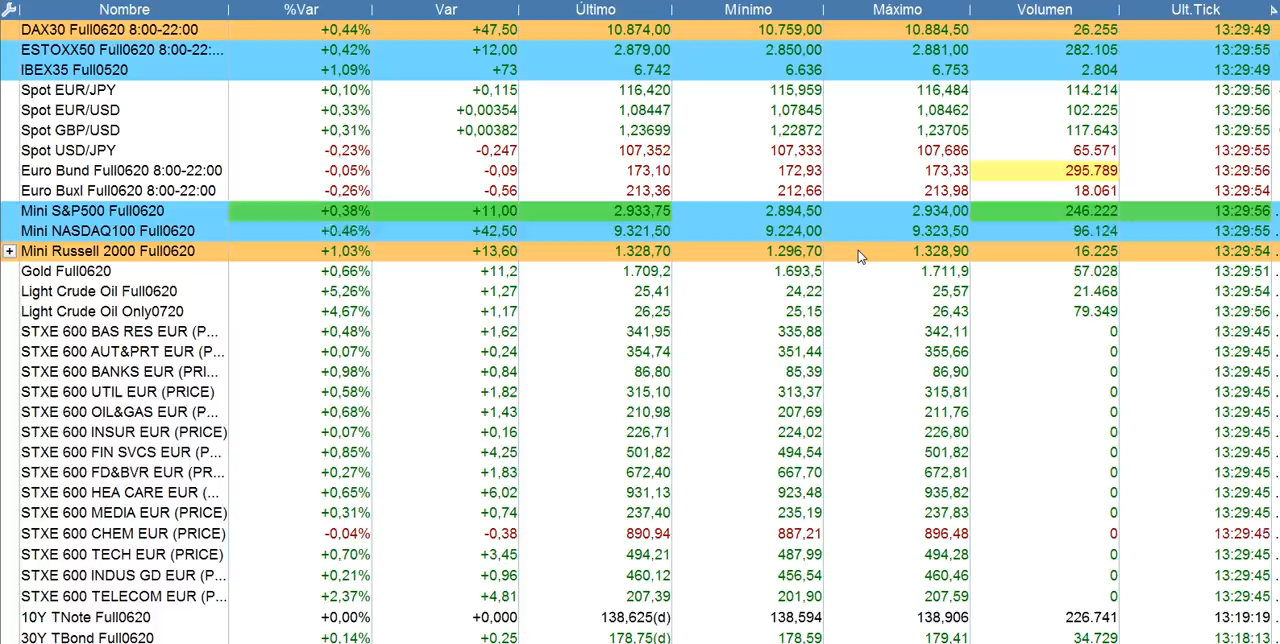 Nombre %Var Var Último Mínimo Máximo Volumen Ult.Tick
DAX30 Full0620 8:00-22:00 +0,44% +47,50 10.874,00 10.759,00 10.884,50 26.255 13:29:49
ESTOXX50 Full0620 8:00-22:... +0,42% +12,00 2.879,00 2.850,00 2.881,00 282.105 13:29:55
IBEX35 Full0520 +1,09% +73 6.742 6.636 6.753 2.804 13:29:49
Spot EUR/JPY +0,10% +0,115 116,420 115,959 116,484 114.214 13:29:56
Spot EUR/USD +0,33% +0,00354 1,08447 1,07845 1,08462 102.225 13:29:56
Spot GBP/USD +0,31% +0,00382 1,23699 1,22872 1,23705 117.643 13:29:55
Spot USD/JPY -0,23% -0,247 107,352 107,333 107,686 65.571 13:29:55
Euro Bund Full0620 8:00-22:00 -0,05% -0,09 173,10 172,93 173,33 295.789 13:29:56
Euro Buxl Full0620 8:00-22:00 -0,26% -0,56 213,36 212,66 213,98 18.061 13:29:54
Mini S&P500 Full0620 +0,38% +11,00 2.933,75 2.894,50 2.934,00 246.222 13:29:56
Mini NASDAQ100 Full0620 +0.46% +42,50 9.321,50 9.224,00 9.323,50 96.124 13:29:55
Mini Russell 2000 Full0620 +1,03% +13,60 1.328,70 1.296,70 1.328,90 16.225 13:29:54
Gold Full0620 +0,66% +11,2 1.709,2 1.693,5 1.711,9 57.028 13:29:51
Light Crude Oil Full0620 +5,26% +1,27 25,41 24,22 25,57 21.468 13:29:54
Light Crude Oil Only0720 +4,67% +1,17 26,25 25,15 26,43 79.349 13:29:56
STXE 600 BAS RES EUR (P... +0,48% +1,62 341,95 335,88 342,11 0 13:29:45
STXE 600 AUT&PRT EUR (P... +0,07% +0,24 354,74 351,44 355,66 0 13:29:45
STXE 600 BANKS EUR (PRI... +0,98% +0,84 86,80 85,39 86,90 0 13:29:45
STXE 600 UTIL EUR (PRICE) +0,58% +1,82 315,10 313,37 315,81 0 13:29:45
STXE 600 OIL&GAS EUR (P... +0,68% +1,43 210,98 207,69 211,76 0 13:29:45
STXE 600 INSUR EUR (PRICE) +0,07% +0,16 226,71 224,02 226,80 0 13:29:45
STXE 600 FIN SVCS EUR (P... +0,85% +4,25 501,82 494,54 501,82 0 13:29:45
STXE 600 FD&BVR EUR (PR... +0,27% +1,83 672,40 667,70 672,81 0 13:29:45
STXE 600 HEA CARE EUR (... +0,65% +6,02 931,13 923,48 935,82 0 13:29:45
STXE 600 MEDIA EUR (PRICE) +0,31% +0,74 237,40 235,19 237,83 0 13:29:45
STXE 600 CHEM EUR (PRICE) -0,04% -0,38 890,94 887,21 896,48 0 13:29:45
STXE 600 TECH EUR (PRICE) +0,70% +3,45 494,21 487,99 494,28 0 13:29:45
STXE 600 INDUS GD EUR (P... +0,21% +0,96 460,12 456,54 460,46 0 13:29:45
STXE 600 TELECOM EUR (P... +2,37% +4,81 207,39 201,90 207,59 0 13:29:45
10Y TNote Full0620 +0,00% +0,000 138,625(d) 138,594 138,906 226.741 13:19:19
30Y TBond Full0620 +0,14% +0,25 178,75(d) 178,59 179,41 34.729 13:18:13